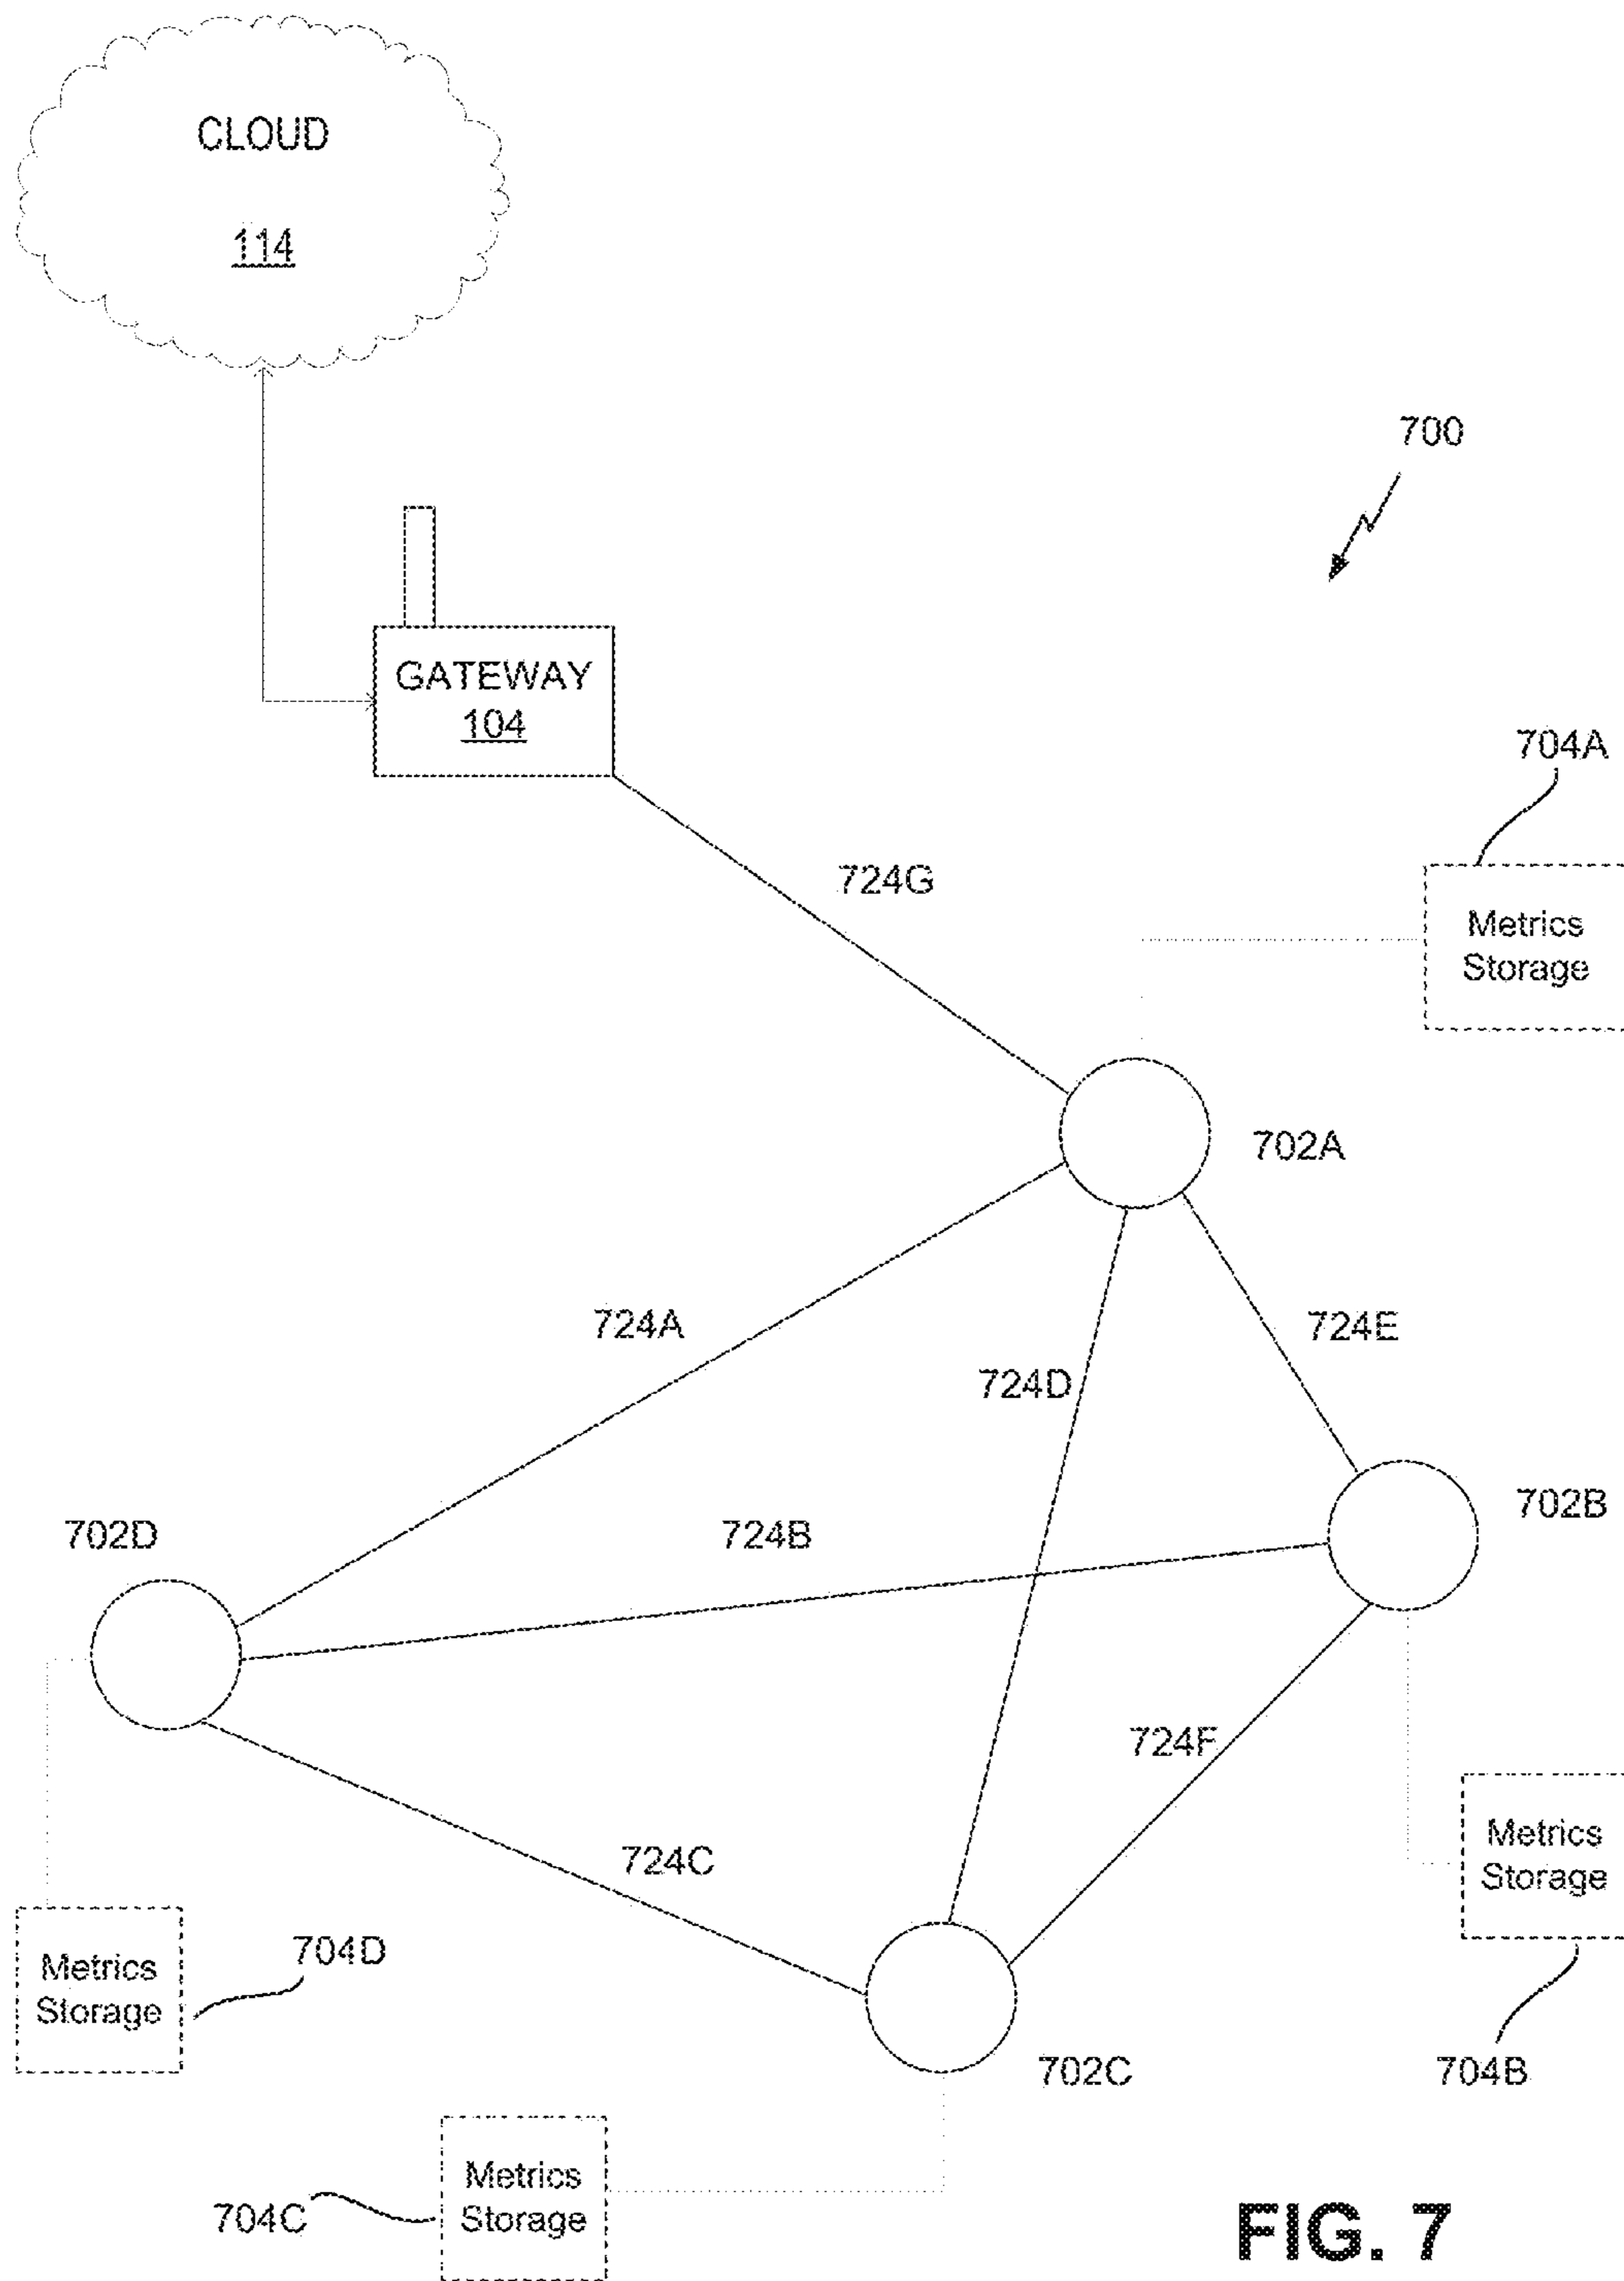 CLOUD
114
700
GATEWAY
104
704A
724G
Metrics
Storage
702A
724A
724E
724D
702B
702D
724B
724F
Metrics
Storage
724C
704D
Metrics
Storage
702C
704B
Metrics
Storage
704C
FIG. 7